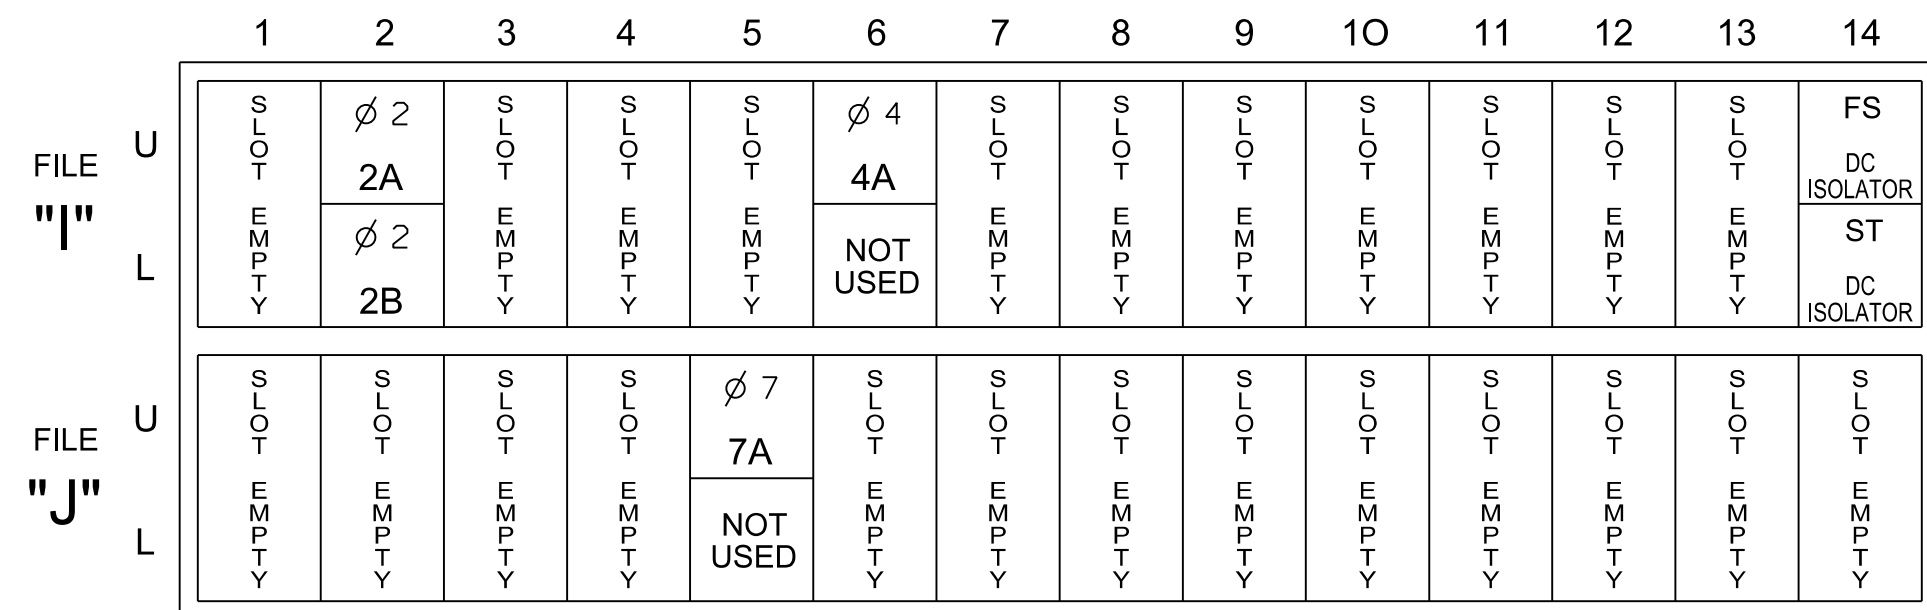 1 2 3 4 5 6 7 8 9 10 11 12 13 14
FILE "I"
U
L
SLOT EMPTY
Ø 2
2A
Ø 2
2B
SLOT EMPTY
SLOT EMPTY
SLOT EMPTY
Ø 4
4A
NOT
USED
SLOT EMPTY
SLOT EMPTY
SLOT EMPTY
SLOT EMPTY
SLOT EMPTY
SLOT EMPTY
SLOT EMPTY
FS
DC
ISOLATOR
ST
DC
ISOLATOR
FILE "J"
U
L
SLOT EMPTY
SLOT EMPTY
SLOT EMPTY
SLOT EMPTY
Ø 7
7A
NOT
USED
SLOT EMPTY
SLOT EMPTY
SLOT EMPTY
SLOT EMPTY
SLOT EMPTY
SLOT EMPTY
SLOT EMPTY
SLOT EMPTY
SLOT EMPTY